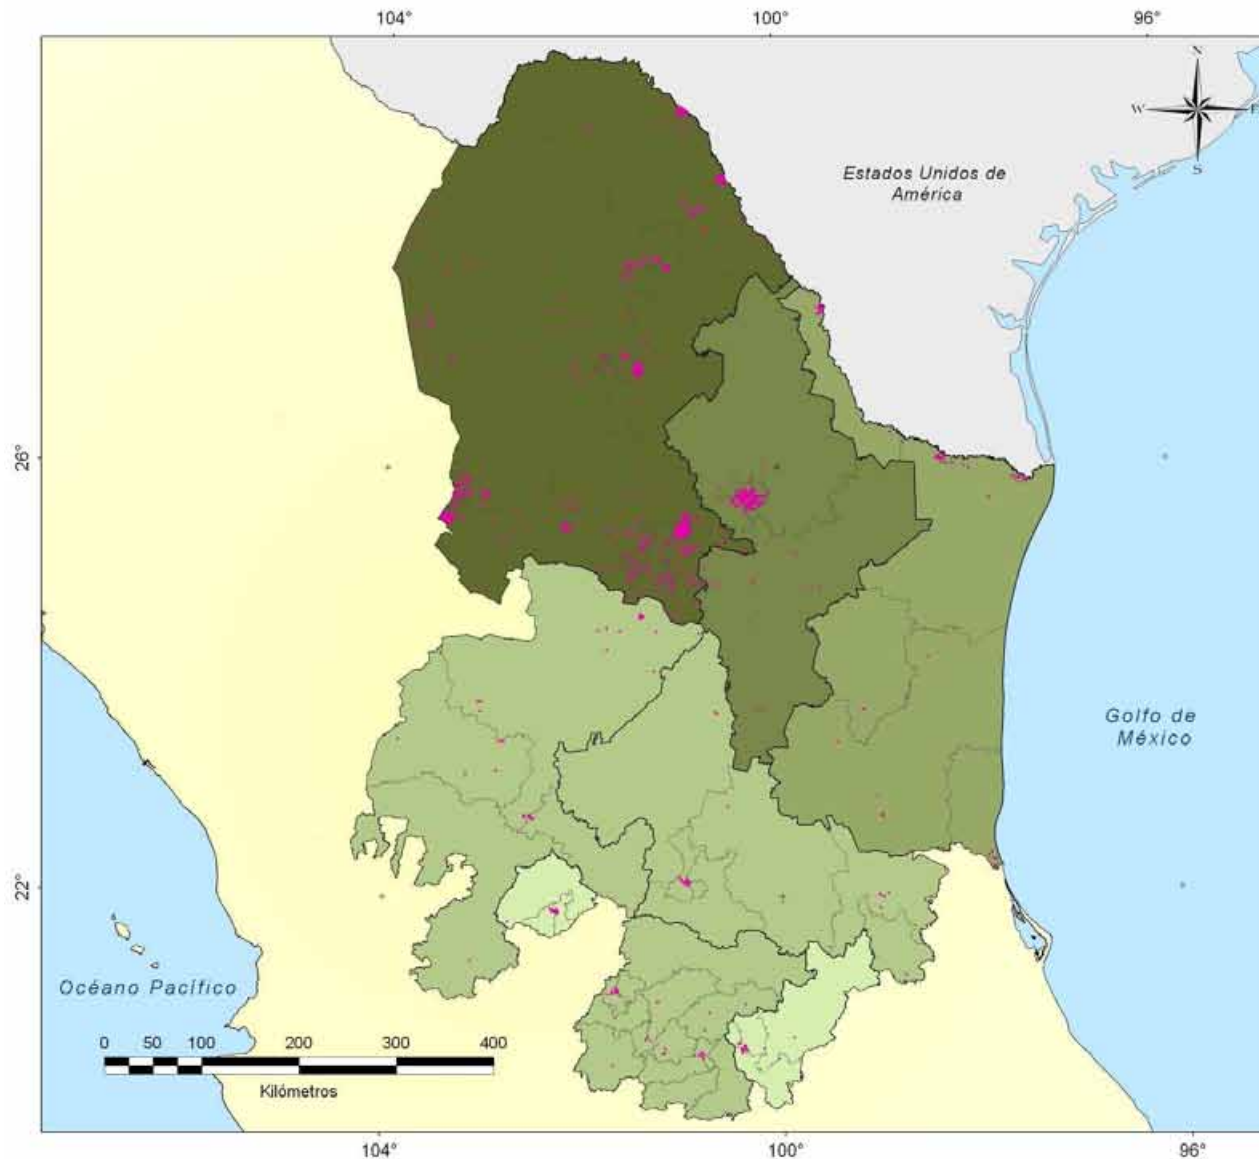 104°
100°
96°
N
W
E
S
Estados Unidos de
América
26°
Golfo de
México
22°
Océano Pacífico
0 50 100 200 300 400
Kilómetros
104°
100°
96°